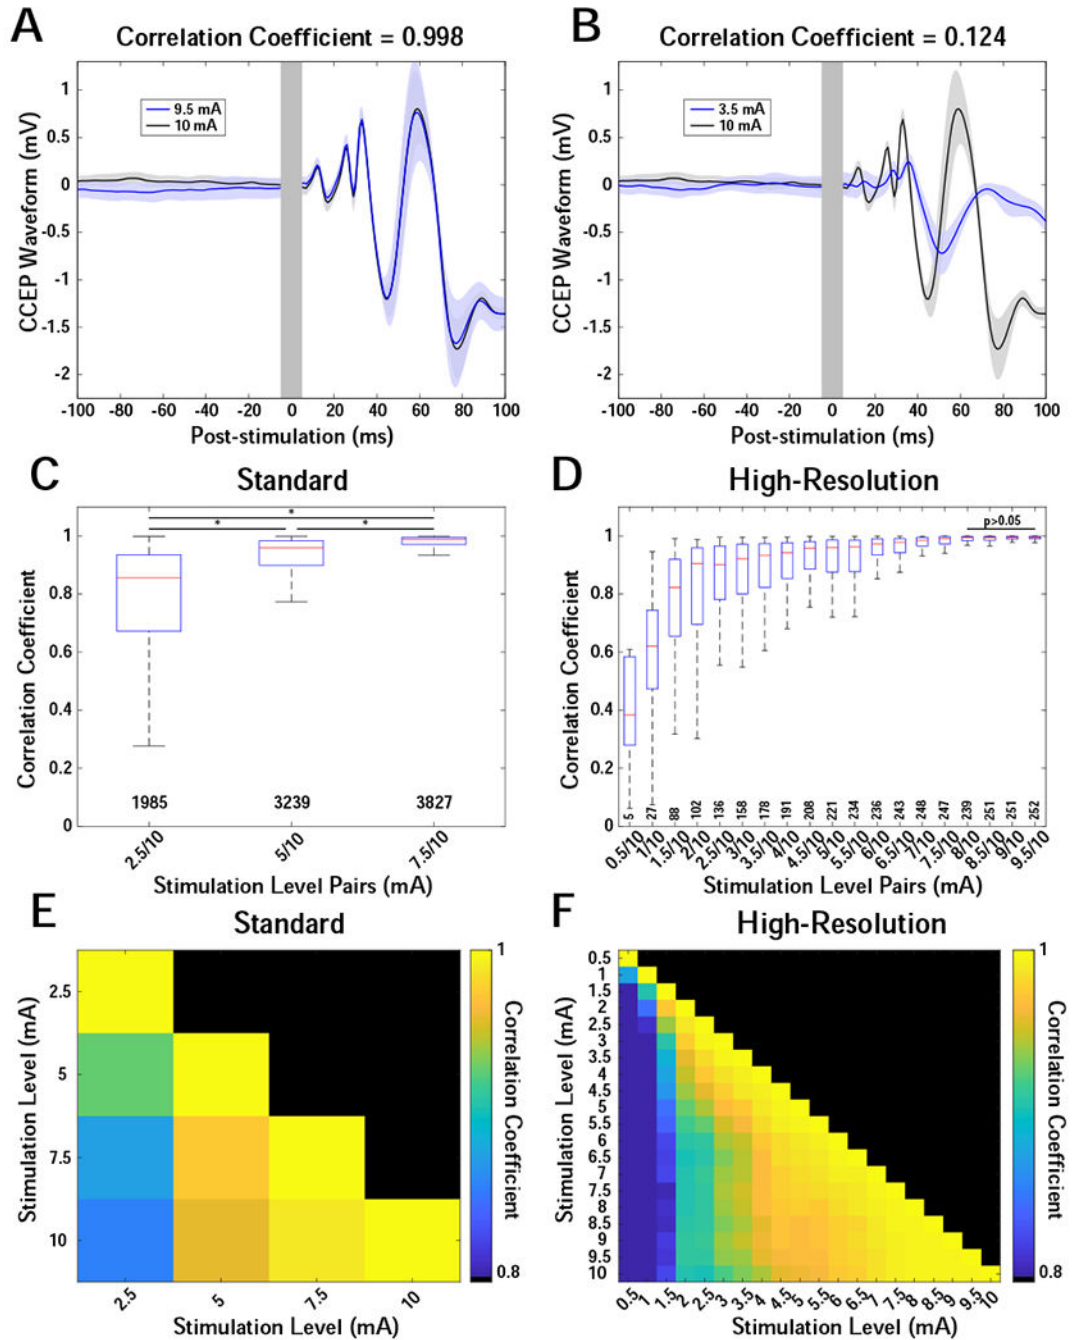 A
Correlation Coefficient = 0.998
CCEP Waveform (mV)
1
0.5
0
-0.5
-1
-1.5
-2
9.5 mA
10 mA
-100 -80 -60 -40 -20 0 20 40 60 80 100
Post-stimulation (ms)
B
Correlation Coefficient = 0.124
CCEP Waveform (mV)
1
0.5
0
-0.5
-1
-1.5
-2
3.5 mA
10 mA
-100 -80 -60 -40 -20 0 20 40 60 80 100
Post-stimulation (ms)
C
Standard
Correlation Coefficient
1
0.8
0.6
0.4
0.2
0
*
* *
1985 3239 3827
2.5/10 5/10 7.5/10
Stimulation Level Pairs (mA)
D
High-Resolution
Correlation Coefficient
1
0.8
0.6
0.4
0.2
0
p>0.05
5 27 88 102 136 158 178 191 208 221 234 236 243 248 247 239 251 251 252
0.5/10 1/10 1.5/10 2/10 2.5/10 3/10 3.5/10 4/10 4.5/10 5/10 5.5/10 6/10 6.5/10 7/10 7.5/10 8/10 8.5/10 9/10 9.5/10
Stimulation Level Pairs (mA)
E
Standard
Stimulation Level (mA)
2.5
5
7.5
10
2.5 5 7.5 10
Stimulation Level (mA)
1
0.8
Correlation Coefficient
F
High-Resolution
Stimulation Level (mA)
0.5
1
1.5
2
2.5
3
3.5
4
4.5
5
5.5
6
6.5
7
7.5
8
8.5
9
9.5
10
0.5 1.5 2 2.5 3 3.5 4 4.5 5 5.5 6 6.5 7 7.5 8 8.5 9 9.5 10
Stimulation Level (mA)
1
0.8
Correlation Coefficient